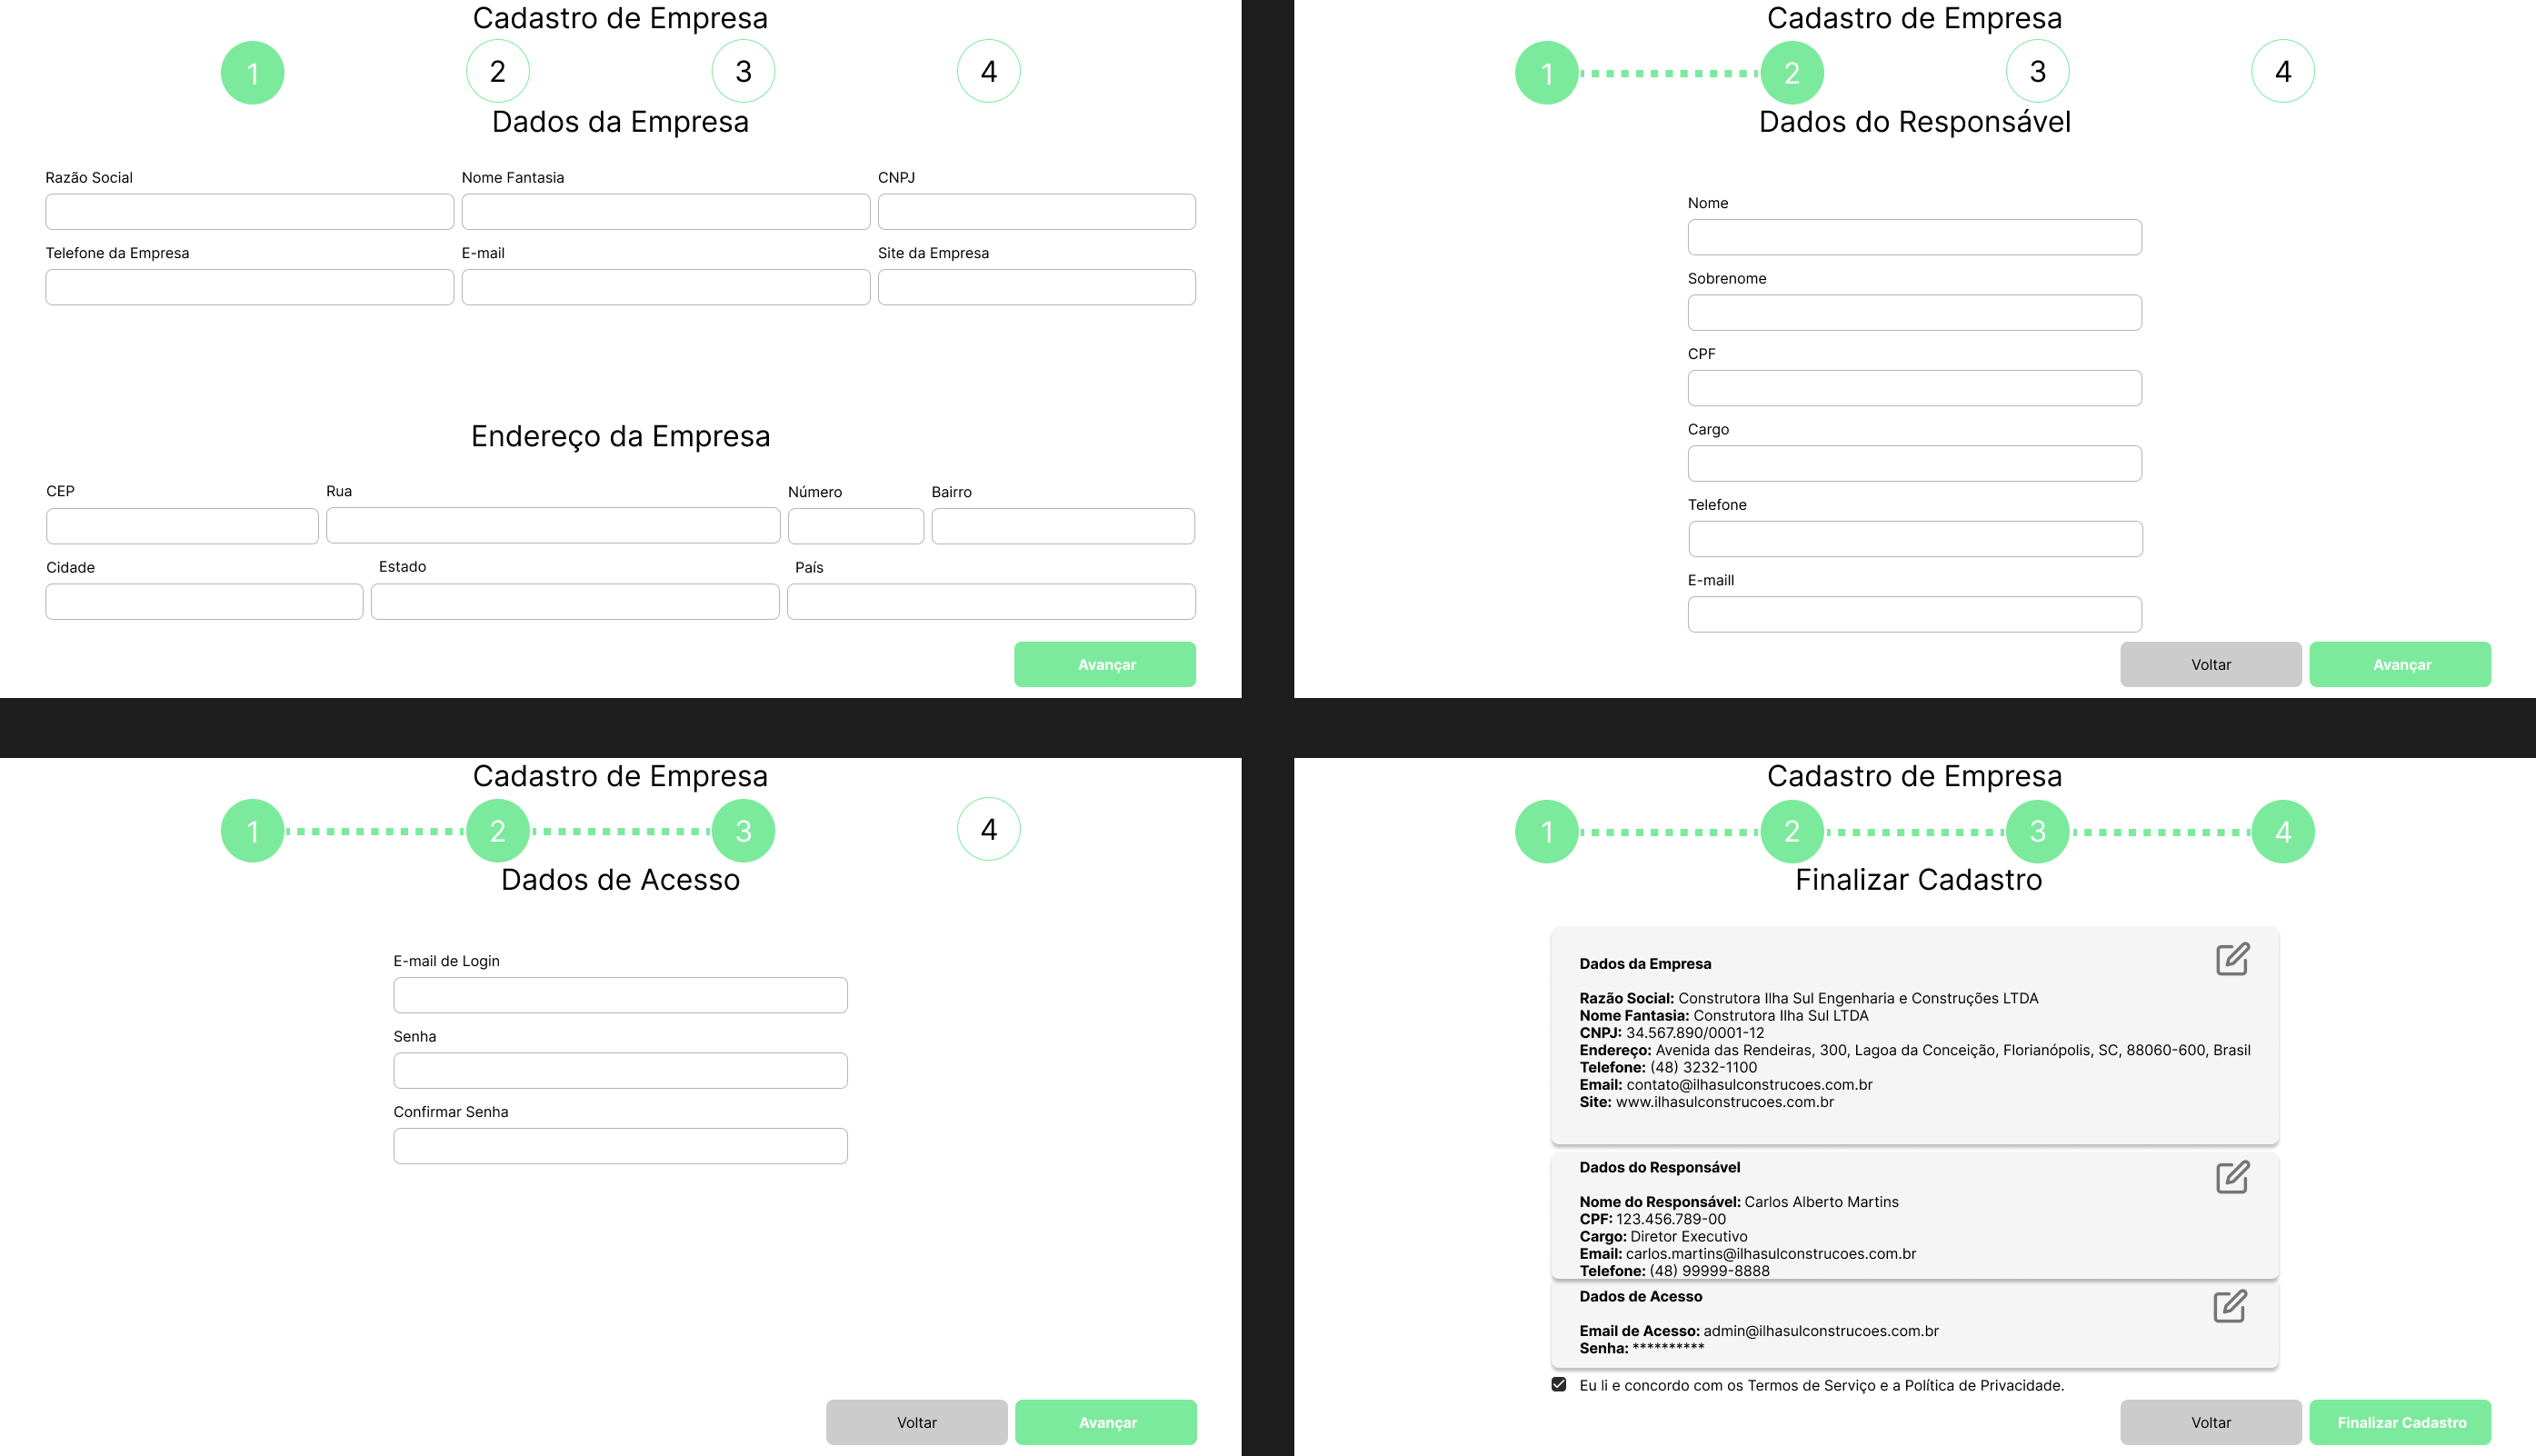 Cadastro de Empresa
1 2 3 4
Dados da Empresa
Razão Social Nome Fantasia CNPJ
Telefone da Empresa E-mail Site da Empresa
Endereço da Empresa
CEP Rua Número Bairro
Cidade Estado País
Avançar
Cadastro de Empresa
1 2 3 4
Dados do Responsável
Nome
Sobrenome
CPF
Cargo
Telefone
E-maill
Voltar Avançar
Cadastro de Empresa
1 2 3 4
Dados de Acesso
E-mail de Login
Senha
Confirmar Senha
Voltar Avançar
Cadastro de Empresa
1 2 3 4
Finalizar Cadastro
Dados da Empresa
Razão Social: Construtora Ilha Sul Engenharia e Construções LTDA
Nome Fantasia: Construtora Ilha Sul LTDA
CNPJ: 34.567.890/0001-12
Endereço: Avenida das Rendeiras, 300, Lagoa da Conceição, Florianópolis, SC, 88060-600, Brasil
Telefone: (48) 3232-1100
Email: contato@ilhasulconstrucoes.com.br
Site: www.ilhasulconstrucoes.com.br
Dados do Responsável
Nome do Responsável: Carlos Alberto Martins
CPF: 123.456.789-00
Cargo: Diretor Executivo
Email: carlos.martins@ilhasulconstrucoes.com.br
Telefone: (48) 99999-8888
Dados de Acesso
Email de Acesso: admin@ilhasulconstrucoes.com.br
Senha: **********
Eu li e concordo com os Termos de Serviço e a Política de Privacidade.
Voltar Finalizar Cadastro